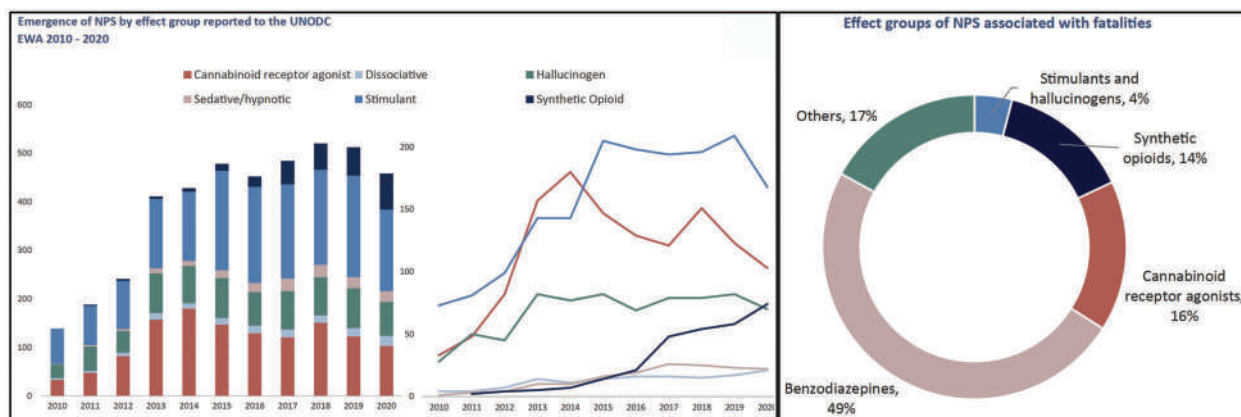 Emergence of NPS by effect group reported to the UNODC
EWA 2010 - 2020
Cannabinoid receptor agonist Dissociative Hallucinogen
Sedative/hypnotic Stimulant Synthetic Opioid
600
500
400
300
200
100
0
2010 2011 2012 2013 2014 2015 2016 2017 2018 2019 2020
200
150
100
50
0
2010 2011 2012 2013 2014 2015 2016 2017 2018 2019 2020
Effect groups of NPS associated with fatalities
Stimulants and
hallucinogens, 4%
Others, 17%
Synthetic
opioids, 14%
Cannabinoid
receptor agonists,
16%
Benzodiazepines,
49%